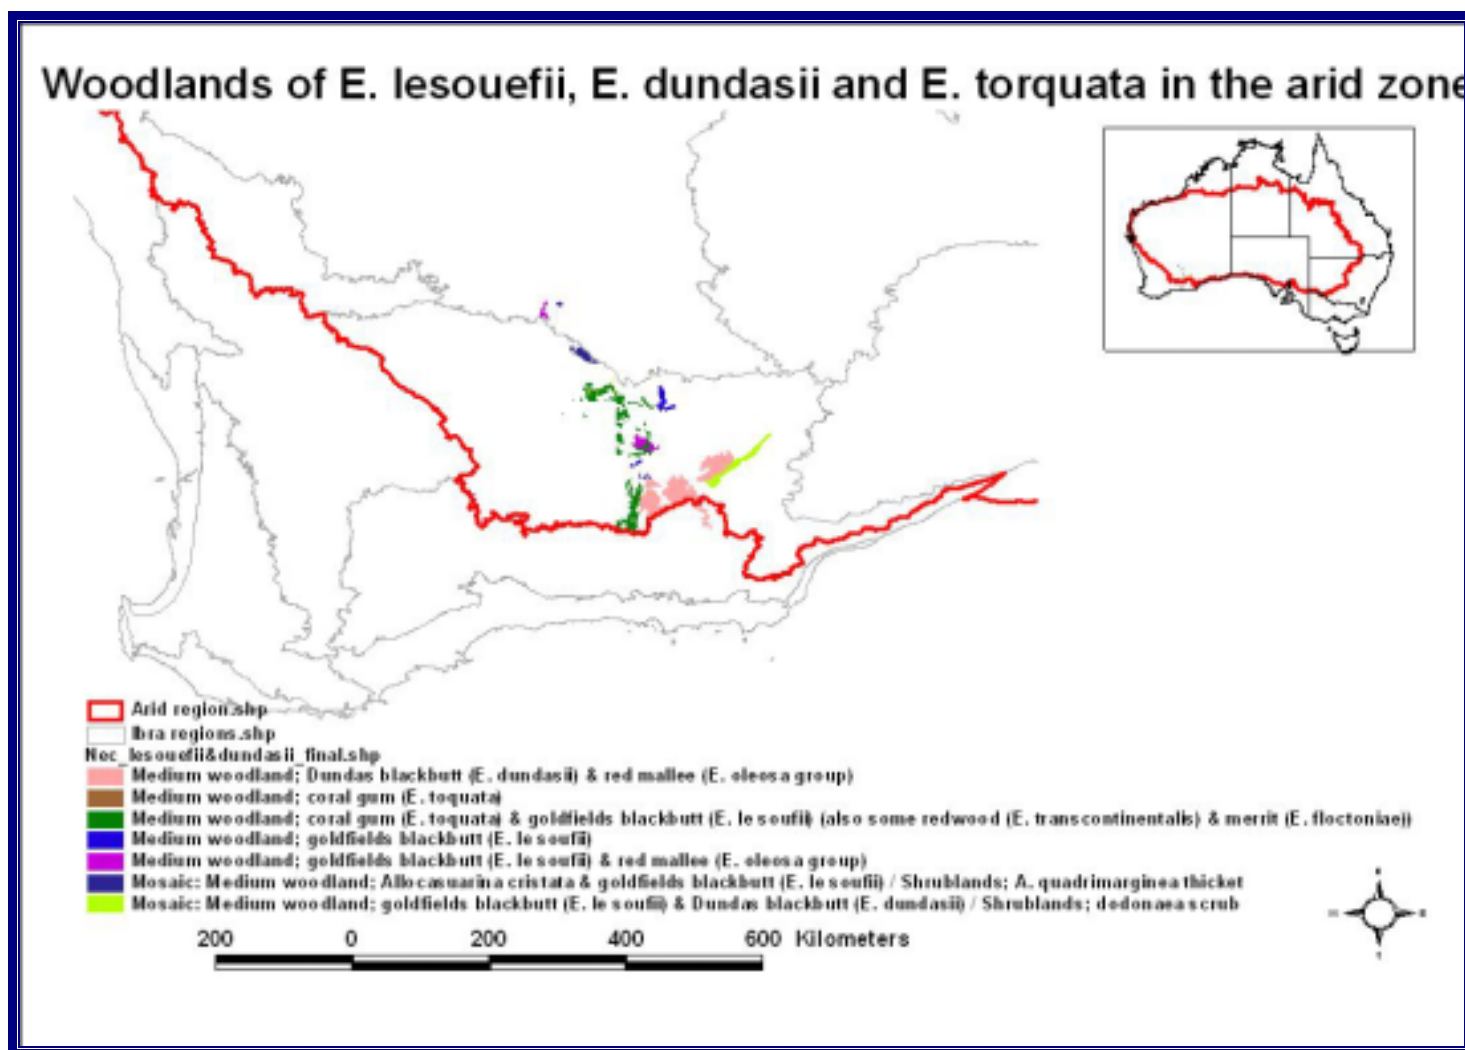 Woodlands of E. lesouefii, E. dundasii and E. torquata in the arid zone
Arid region.shp
Ibra regions.shp
Nec_lesouefii&dundasii_final.shp
Medium woodland; Dundas blackbutt (E. dundasii) & red mallee (E. oleosa group)
Medium woodland; coral gum (E. toquata)
Medium woodland; coral gum (E. toquata) & goldfields blackbutt (E. le soufii) (also some redwood (E. transcontinentalis) & merrit (E. floctoniae))
Medium woodland; goldfields blackbutt (E. le soufii)
Medium woodland; goldfields blackbutt (E. le soufii) & red mallee (E. oleosa group)
Mosaic: Medium woodland; Allocasuarina cristata & goldfields blackbutt (E. le soufii) / Shrublands; A. quadrimarginea thicket
Mosaic: Medium woodland; goldfields blackbutt (E. le soufii) & Dundas blackbutt (E. dundasii) / Shrublands; dodonaea scrub
200 0 200 400 600 Kilometers